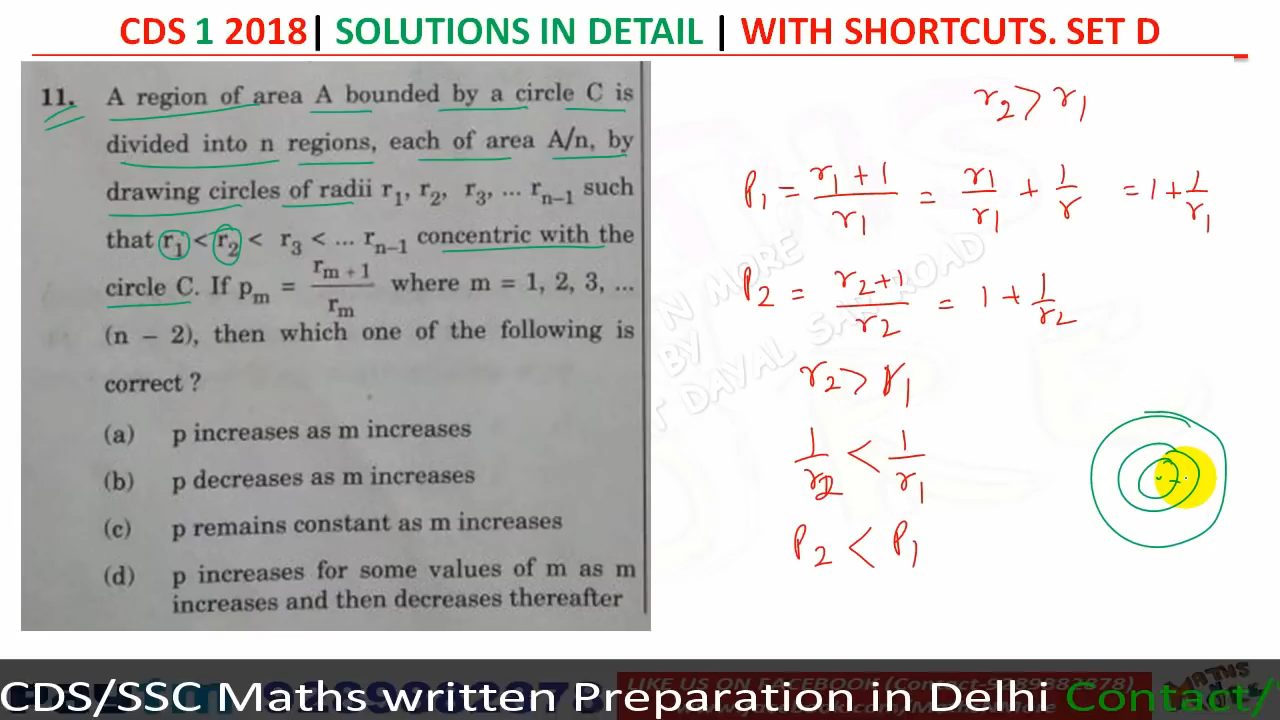 CDS 1 2018| SOLUTIONS IN DETAIL | WITH SHORTCUTS. SET D
11. A region of area A bounded by a circle C is
divided into n regions, each of area A/n, by
drawing circles of radii r₁, r₂, r₃, ... rₙ₋₁ such
that r₁ < r₂ < r₃ < ... rₙ₋₁ concentric with the
circle C. If pₘ = rₘ₊₁/rₘ where m = 1, 2, 3, ...
(n − 2), then which one of the following is
correct ?
(a) p increases as m increases
(b) p decreases as m increases
(c) p remains constant as m increases
(d) p increases for some values of m as m
increases and then decreases thereafter
r₂ > r₁
P₁ = (r₁ + 1)/r₁ = r₁/r₁ + 1/r = 1 + 1/r₁
P₂ = (r₂+1)/r₂ = 1 + 1/r₂
r₂ > r₁
1/r₂ < 1/r₁
P₂ < P₁
LIKE US ON FACEBOOK (Contact-9289882878)
CDS/SSC Maths written Preparation in Delhi Contact/